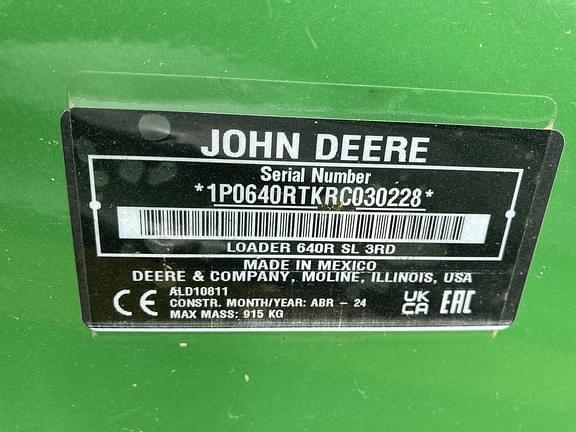 JOHN DEERE
Serial Number
*1P0640RTKRC030228*
LOADER 640R SL 3RD
MADE IN MEXICO
DEERE & COMPANY, MOLINE, ILLINOIS, USA
ALD10811
CE CONSTR. MONTH/YEAR: ABR - 24 UK CA EAC
MAX MASS: 915 KG